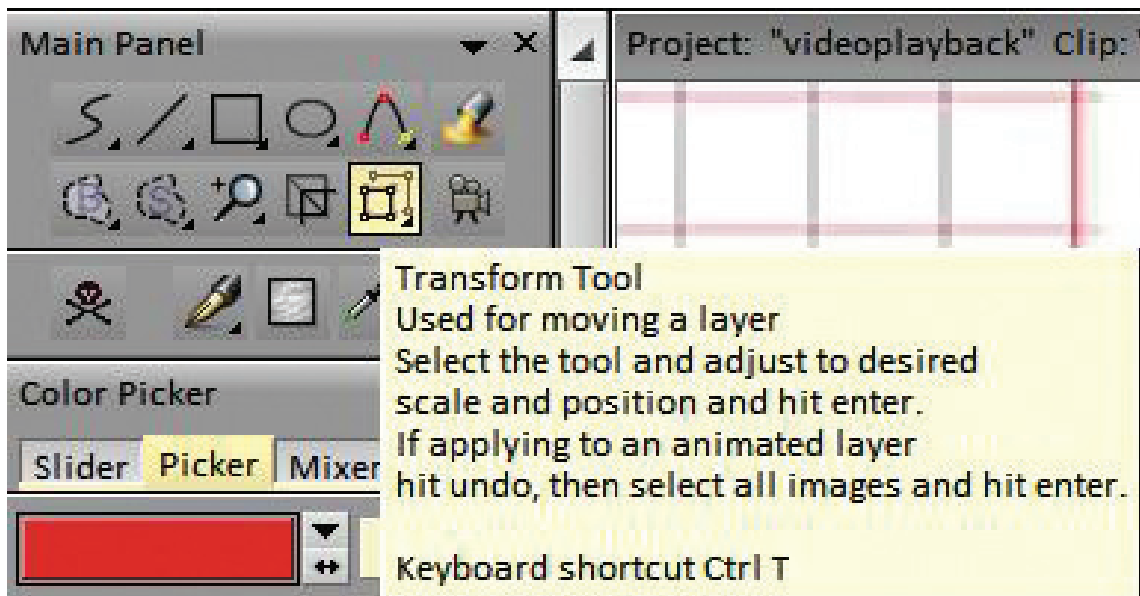 Main Panel
Project: "videoplayback" Clip: "
B S
Transform Tool
Used for moving a layer
Select the tool and adjust to desired
scale and position and hit enter.
If applying to an animated layer
hit undo, then select all images and hit enter.
Keyboard shortcut Ctrl T
Color Picker
Slider Picker Mixer